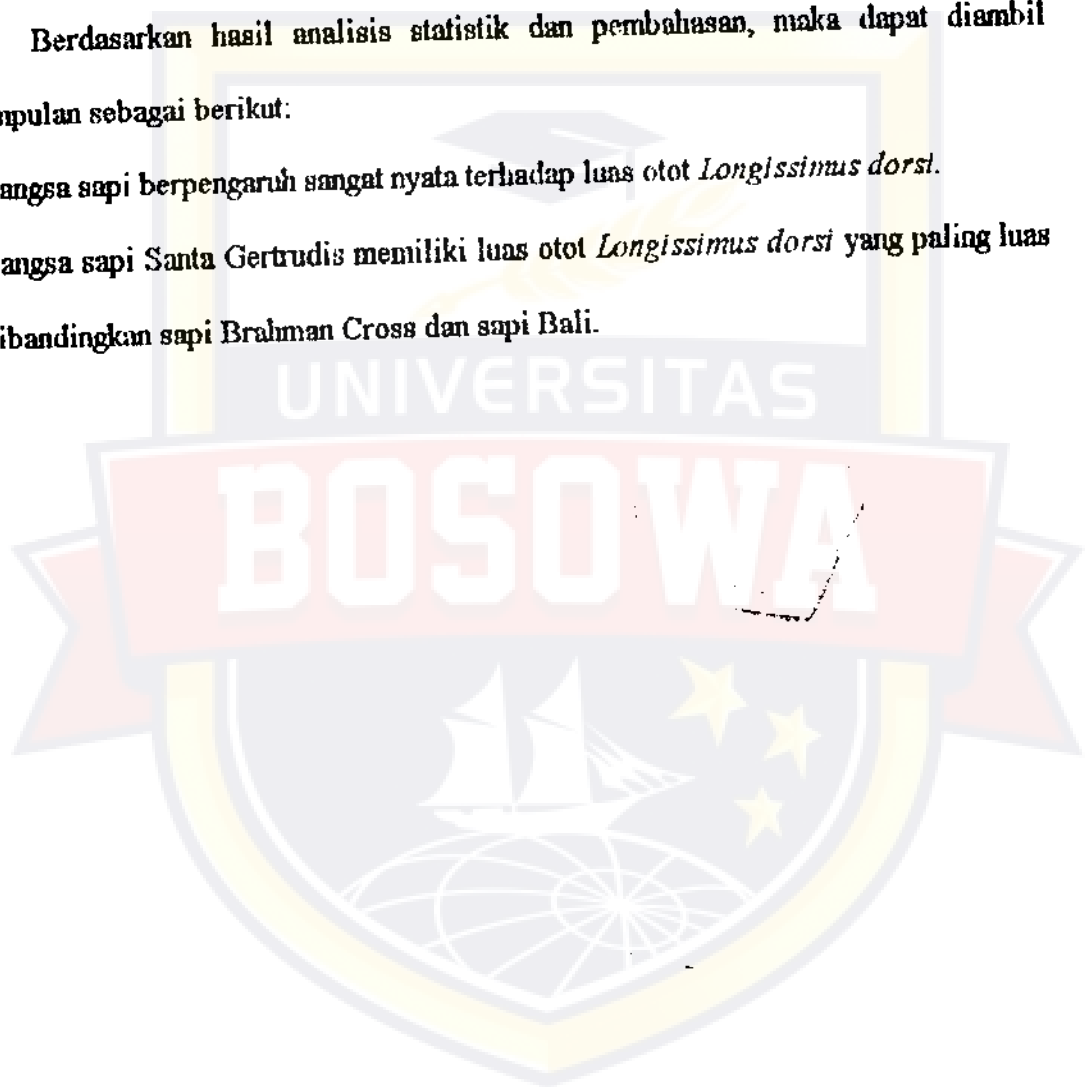 Berdasarkan hasil analisis statistik dan pembahasan, maka dapat diambil
mpulan sebagai berikut:
angsa sapi berpengaruh sangat nyata terhadap luas otot Longissimus dorsi.
angsa sapi Santa Gertrudis memiliki luas otot Longissimus dorsi yang paling luas
ibandingkan sapi Brahman Cross dan sapi Bali.
UNIVERSITAS
BOSOWA